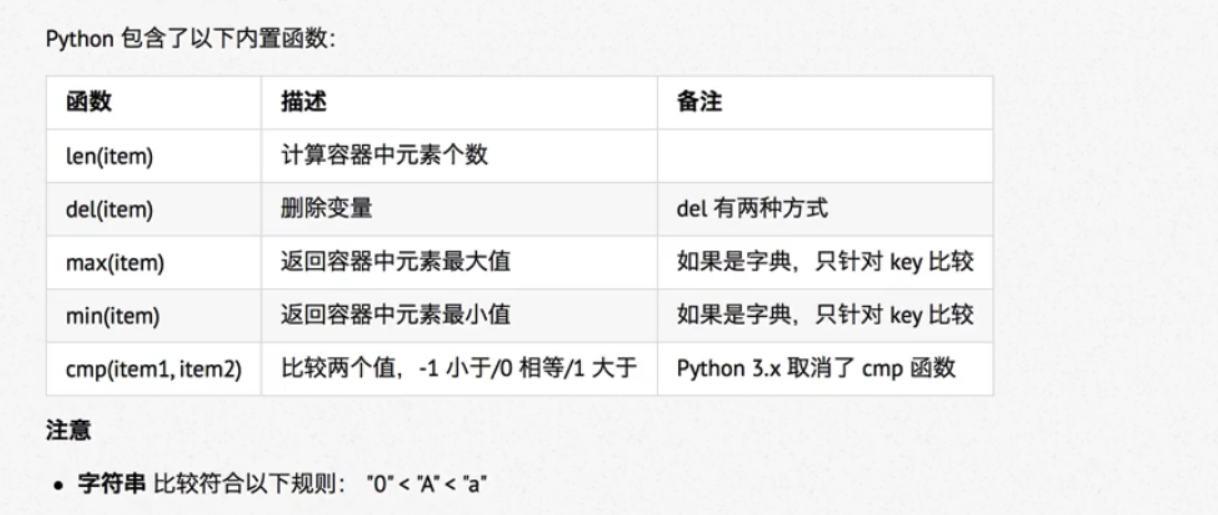 Python 包含了以下内置函数：
函数 描述 备注
len(item) 计算容器中元素个数
del(item) 删除变量 del 有两种方式
max(item) 返回容器中元素最大值 如果是字典，只针对 key 比较
min(item) 返回容器中元素最小值 如果是字典，只针对 key 比较
cmp(item1, item2) 比较两个值，-1 小于/0 相等/1 大于 Python 3.x 取消了 cmp 函数
注意
• 字符串 比较符合以下规则： "0" < "A" < "a"